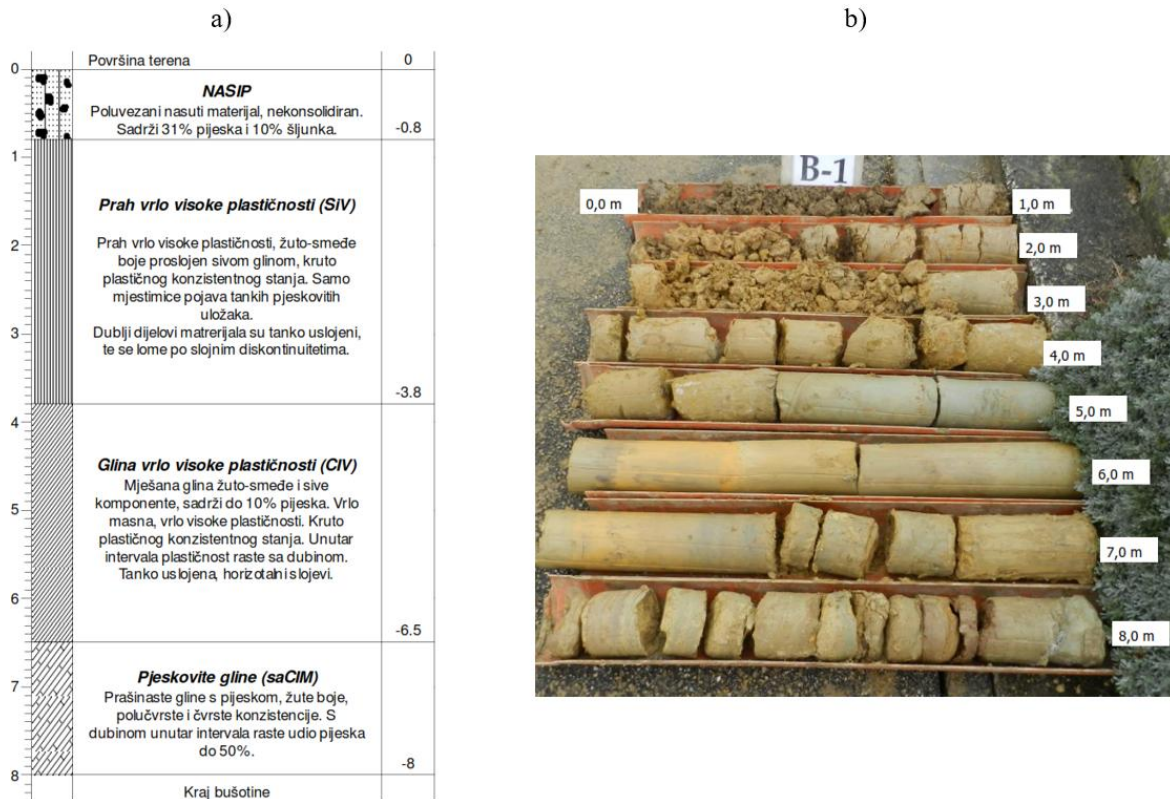 a)
b)
0
Površina terena
0
NASIP
Poluvezani nasuti materijal, nekonsolidiran.
Sadrži 31% pijeska i 10% šljunka.
-0.8
1
Prah vrlo visoke plastičnosti (SiV)
2
Prah vrlo visoke plastičnosti, žuto-smeđe
boje proslojen sivom glinom, kruto
plastičnog konzistentnog stanja. Samo
mjestimice pojava tankih pjeskovitih
uložaka.
3
Dublji dijelovi matrerijala su tanko uslojeni,
te se lome po slojnim diskontinuitetima.
-3.8
4
Glina vrlo visoke plastičnosti (CIV)
Mješana glina žuto-smeđe i sive
komponente, sadrži do 10% pijeska. Vrlo
5
masna, vrlo visoke plastičnosti. Kruto
plastičnog konzistentnog stanja. Unutar
intervala plastičnost raste sa dubinom.
Tanko uslojena, horizotalni slojevi.
6
-6.5
Pjeskovite gline (saCIM)
7
Prašinaste gline s pijeskom, žute boje,
polučvrste i čvrste konzistencije. S
dubinom unutar intervala raste udio pijeska
do 50%.
-8
8
Kraj bušotine
B-1
0,0 m
1,0 m
2,0 m
3,0 m
4,0 m
5,0 m
6,0 m
7,0 m
8,0 m